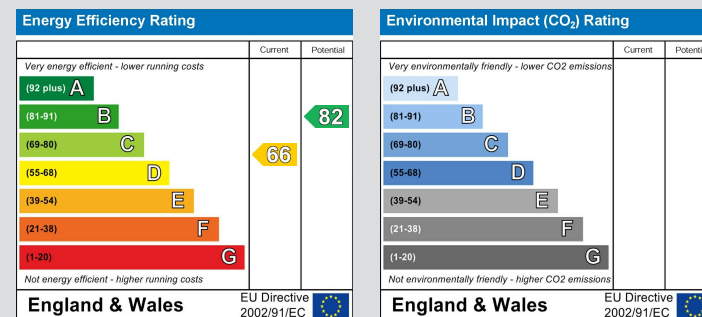 Energy Efficiency Rating
Current Potential
Very energy efficient - lower running costs
(92 plus) A
(81-91) B
82
(69-80) C
66
(55-68) D
(39-54) E
(21-38) F
(1-20) G
Not energy efficient - higher running costs
England & Wales
EU Directive
2002/91/EC
Environmental Impact (CO₂) Rating
Current Potential
Very environmentally friendly - lower CO2 emissions
(92 plus) A
(81-91) B
(69-80) C
(55-68) D
(39-54) E
(21-38) F
(1-20) G
Not environmentally friendly - higher CO2 emissions
England & Wales
EU Directive
2002/91/EC